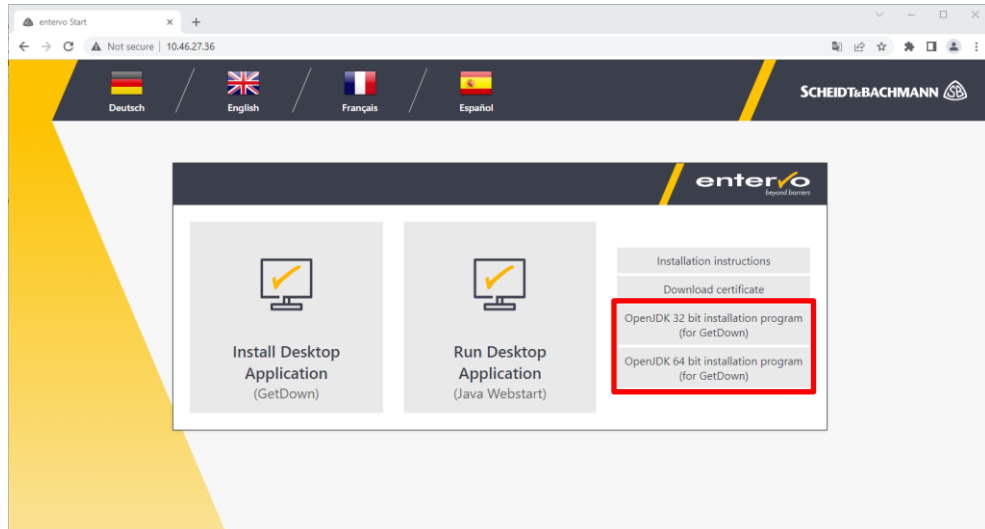 entervo Start
Not secure | 10.46.27.36
Deutsch
English
Français
Español
SCHEIDT&BACHMANN SB
entervo
beyond barriers
Install Desktop
Application
(GetDown)
Run Desktop
Application
(Java Webstart)
Installation instructions
Download certificate
OpenJDK 32 bit installation program
(for GetDown)
OpenJDK 64 bit installation program
(for GetDown)